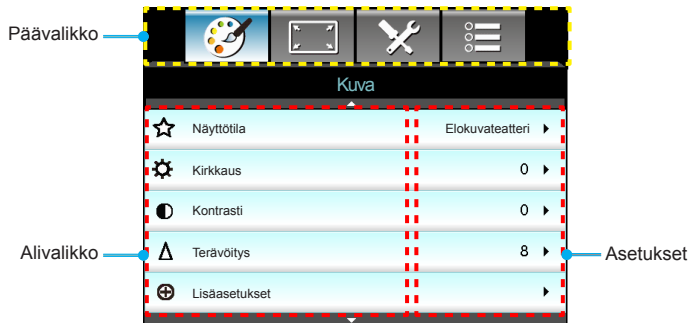 Päävalikko
Kuva
Näyttötila Elokuvateatteri
Kirkkaus 0
Kontrasti 0
Alivalikko Terävöitys 8 Asetukset
Lisäasetukset